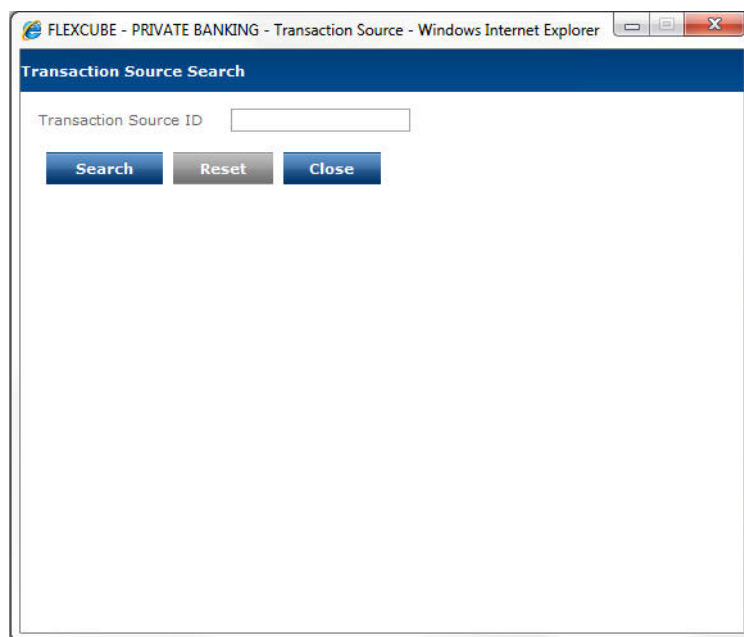 FLEXCUBE - PRIVATE BANKING - Transaction Source - Windows Internet Explorer
Transaction Source Search
Transaction Source ID
Search Reset Close